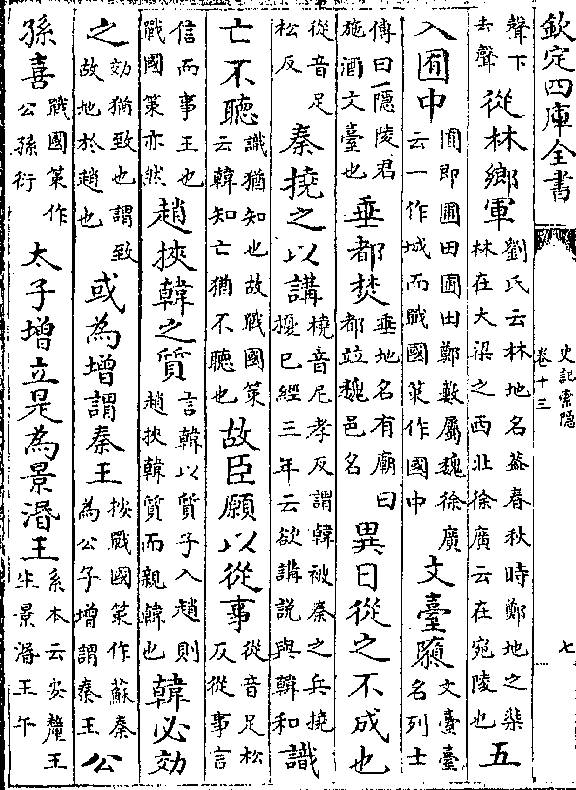 欽定四庫全書
史記索隱
卷十三
七
聲下去聲從林鄉軍劉氏云林地名葢春秋時鄭地之棐林在大梁之西北徐廣云在宛陵也五
入囿中囿即圃田圃田鄭藪屬魏徐廣云一作城而戰國策作國中文臺隳文臺臺名列士
傳曰隱陵君施酒文臺也垂都焚垂地名有廟曰都竝魏邑名異日從之不成也
從音足松反秦撓之以講橈音尼孝反謂韓被秦之兵撓擾已經三年云欲講説與韓和識
亡不聽識猶知也故戰國策云韓知亡猶不聽也故臣願以從事從音足松反從事言
信而事王也戰國策亦然趙挾韓之質言韓以質子入趙則趙挾韓質而親韓也韓必効
之効猶致也謂致故地於趙也或為增謂秦王按戰國策作蘇秦為公子增謂秦王公
孫喜戰國策作公孫衍太子增立是為景湣王系本云安釐王生景湣王午